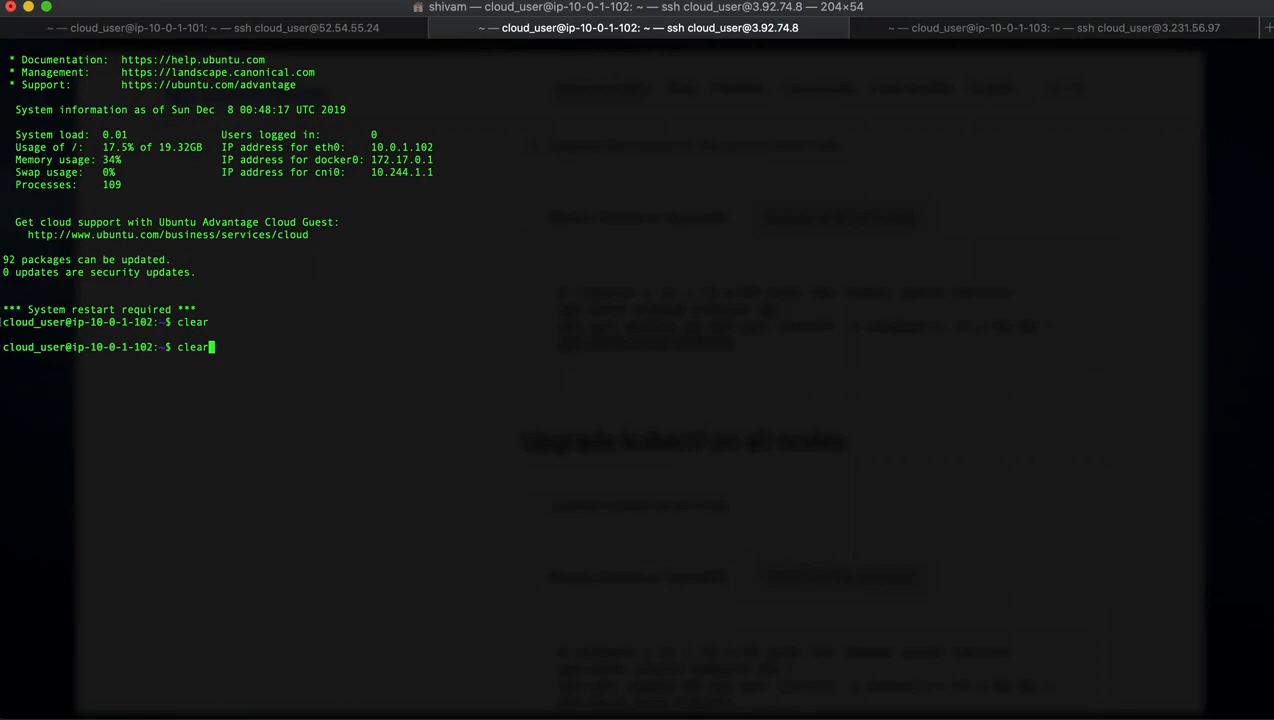 shivam — cloud_user@ip-10-0-1-102: ~ — ssh cloud_user@3.92.74.8 — 204×54
~ — cloud_user@ip-10-0-1-101: ~ — ssh cloud_user@52.54.55.24
~ — cloud_user@ip-10-0-1-102: ~ — ssh cloud_user@3.92.74.8
~ — cloud_user@ip-10-0-1-103: ~ — ssh cloud_user@3.231.56.97
* Documentation: https://help.ubuntu.com
* Management: https://landscape.canonical.com
* Support: https://ubuntu.com/advantage
System information as of Sun Dec 8 00:48:17 UTC 2019
System load: 0.01 Users logged in: 0
Usage of /: 17.5% of 19.32GB IP address for eth0: 10.0.1.102
Memory usage: 34% IP address for docker0: 172.17.0.1
Swap usage: 0% IP address for cni0: 10.244.1.1
Processes: 109
Get cloud support with Ubuntu Advantage Cloud Guest:
http://www.ubuntu.com/business/services/cloud
92 packages can be updated.
0 updates are security updates.
*** System restart required ***
cloud_user@ip-10-0-1-102:~$ clear
cloud_user@ip-10-0-1-102:~$ clear
Upgrade kubectl on all nodes